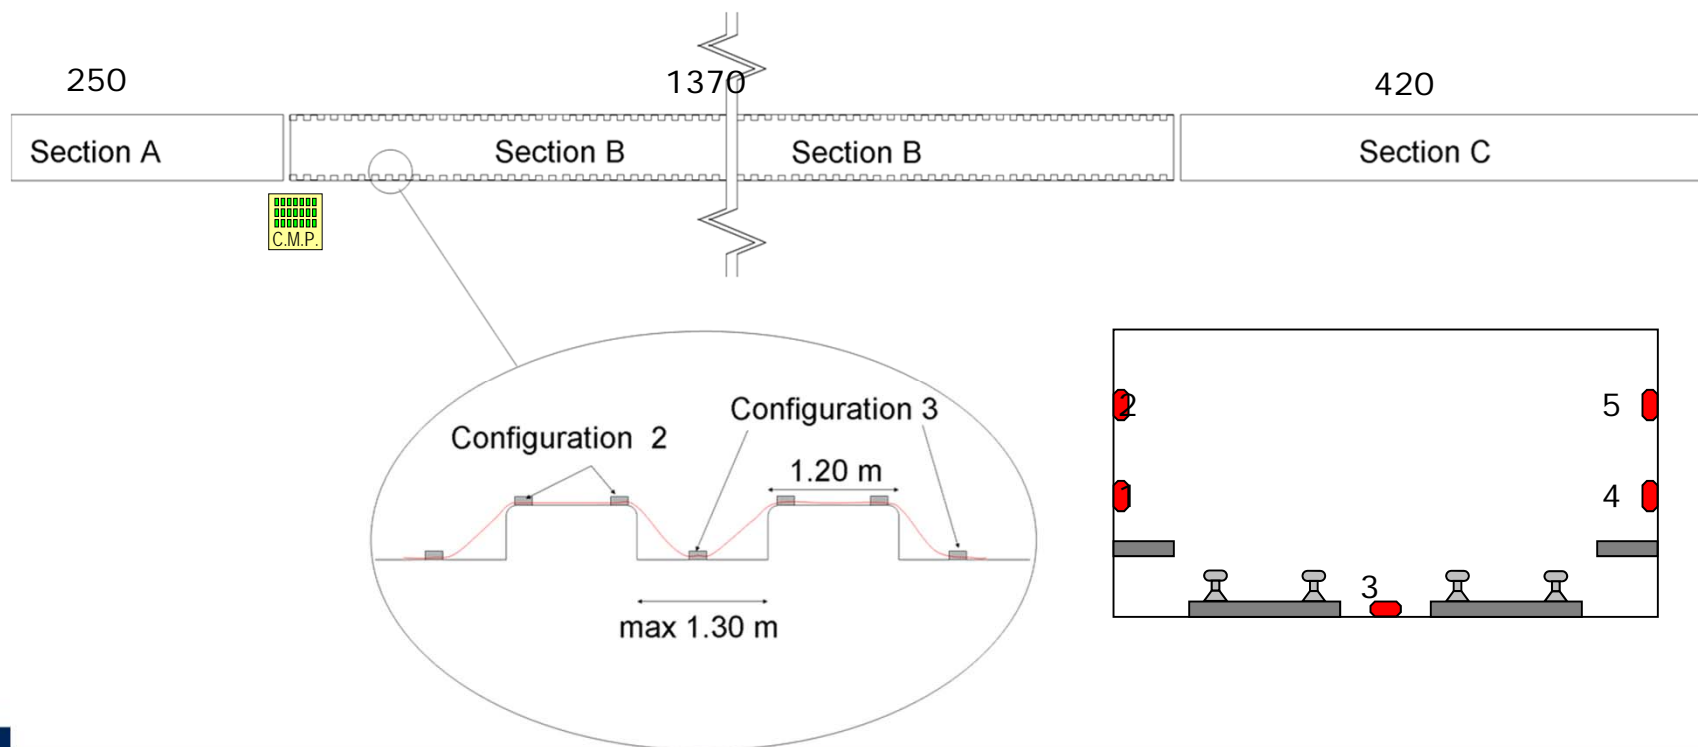 250
1370
420
Section A
Section B
Section B
Section C
C.M.P.
Configuration 3
Configuration 2
1.20 m
max 1.30 m
2
5
1
4
3